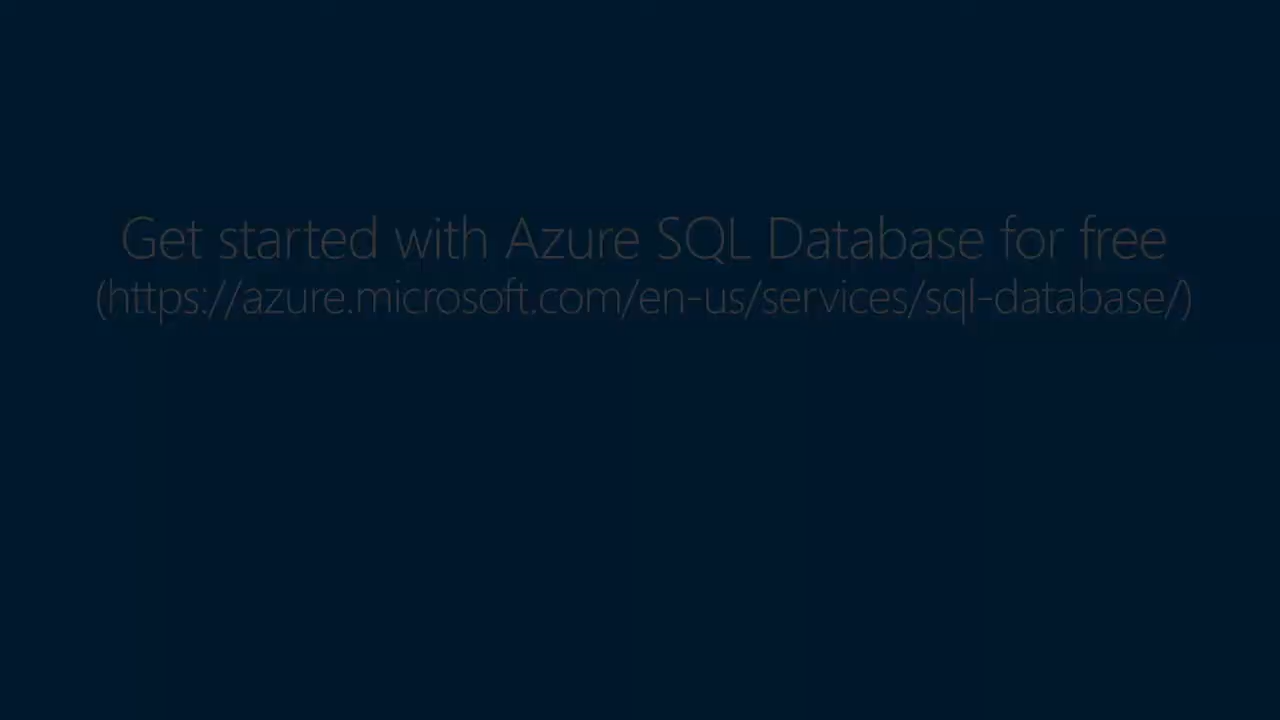 Get started with Azure SQL Database for free
(https://azure.microsoft.com/en-us/services/sql-database/)